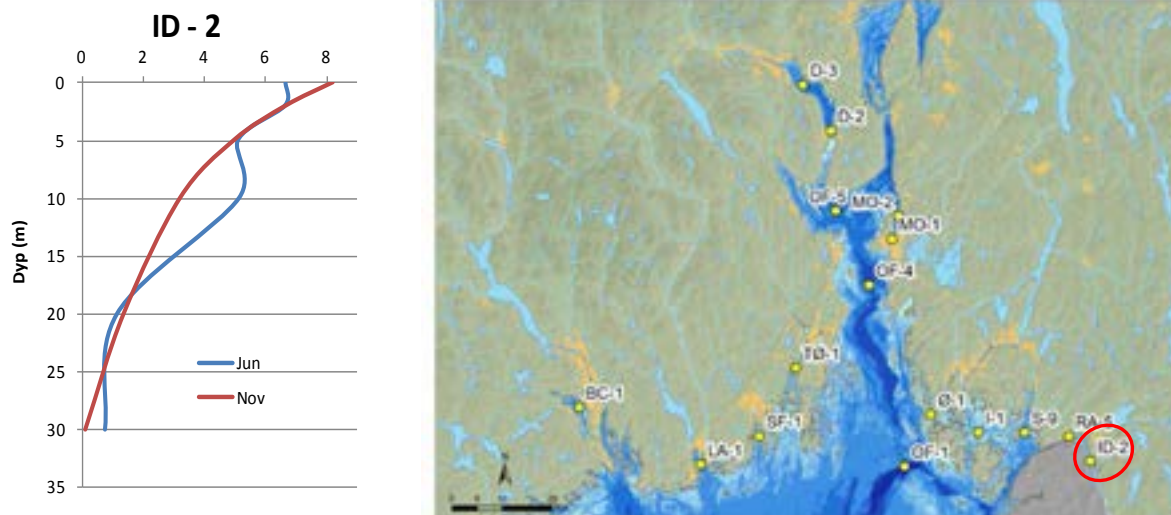 ID - 2
0 2 4 6 8
0
5
10
15
20
25
30
35
Dyp (m)
Jun
Nov
D-3
D-2
OF-5
MO-2
MO-1
OF-4
TØ-1
BC-1
SF-1
LA-1
Ø-1
I-1
S-9
RA-5
ID-2
OF-1